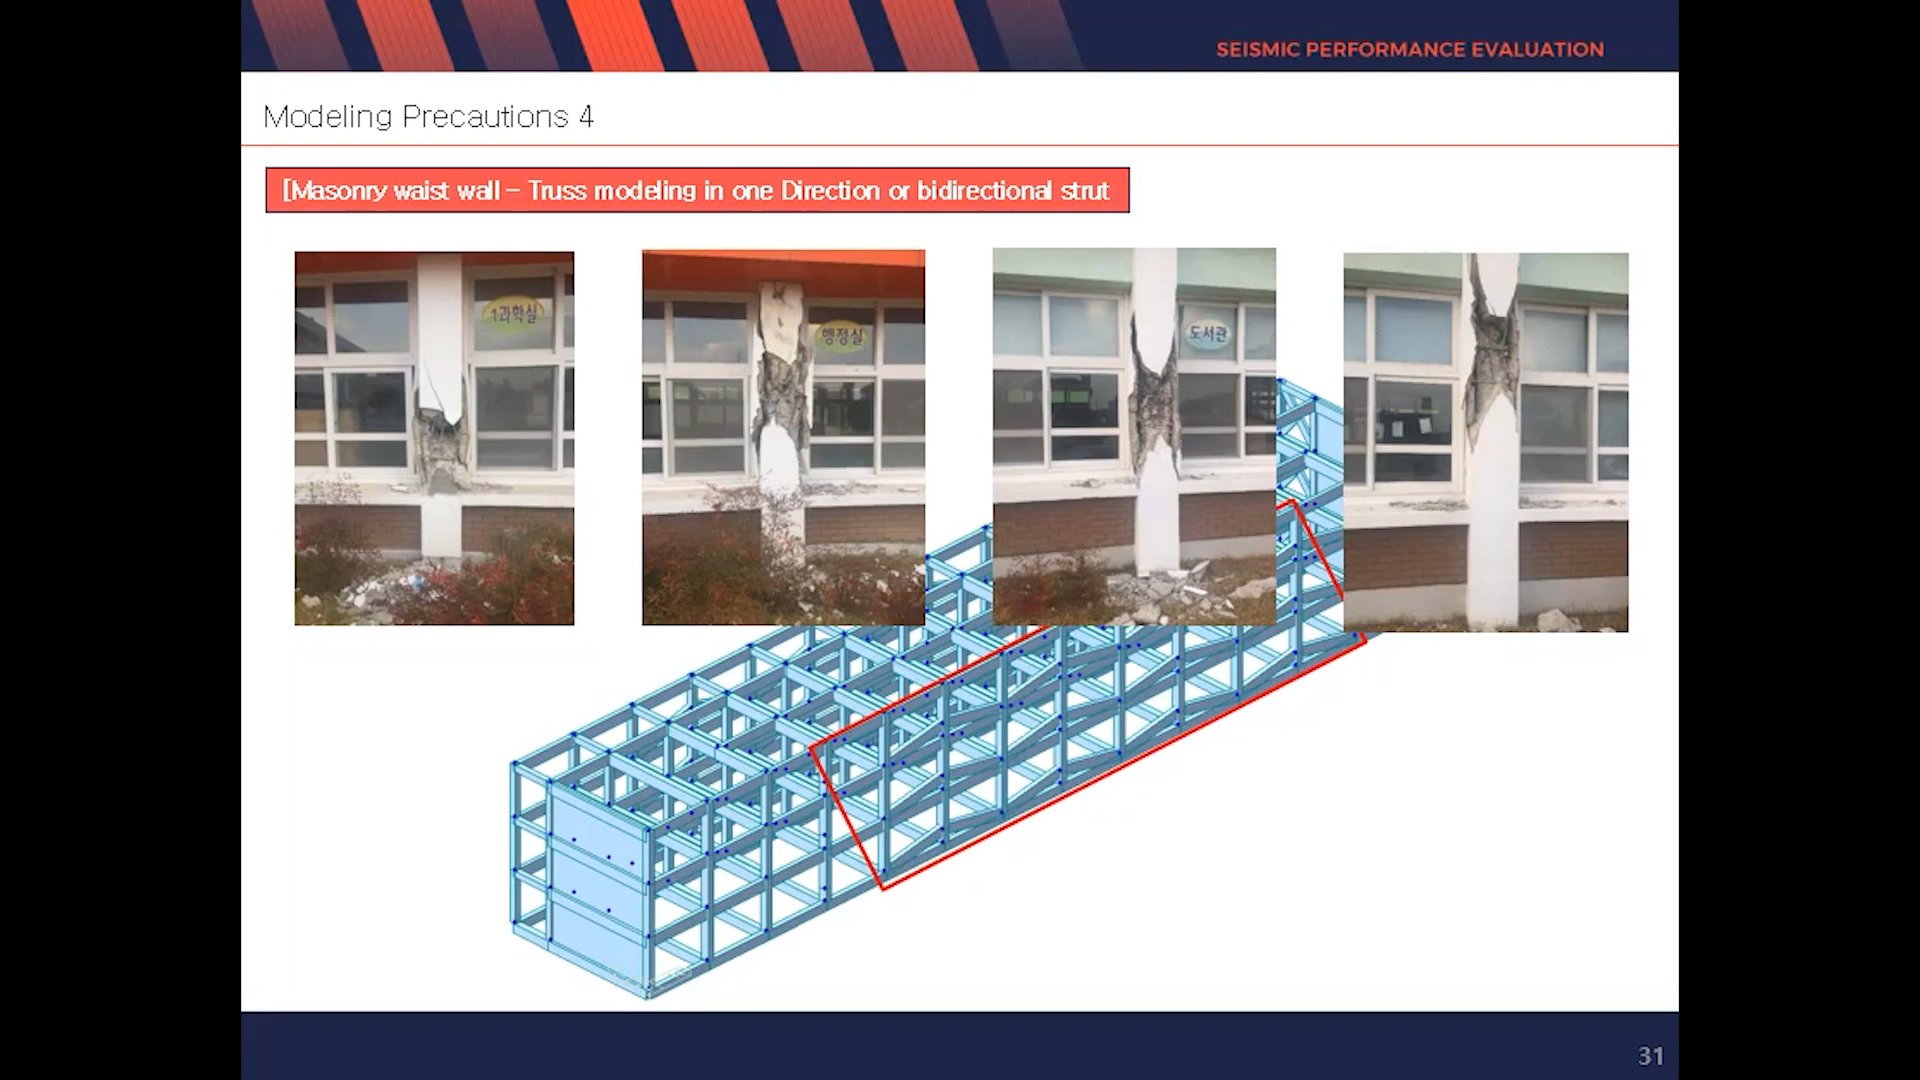 SEISMIC PERFORMANCE EVALUATION
Modeling Precautions 4
[Masonry waist wall – Truss modeling in one Direction or bidirectional strut
1과학실
행정실
도서관
31